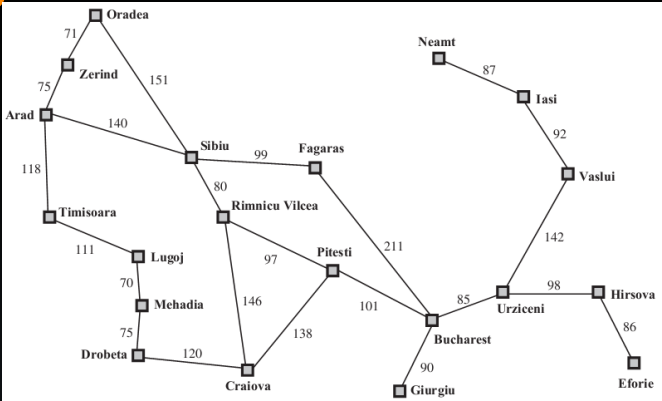 Oradea
71
Neamt
Zerind
87
151
75
Iasi
Arad
140
92
Sibiu
Fagaras
99
118
Vaslui
80
Timisoara
Rimnicu Vilcea
142
111
Lugoj
97
Pitesti
211
70
98
Hirsova
85
Mehadia
146
101
Urziceni
86
75
138
Bucharest
Drobeta
120
90
Craiova
Giurgiu
Eforie